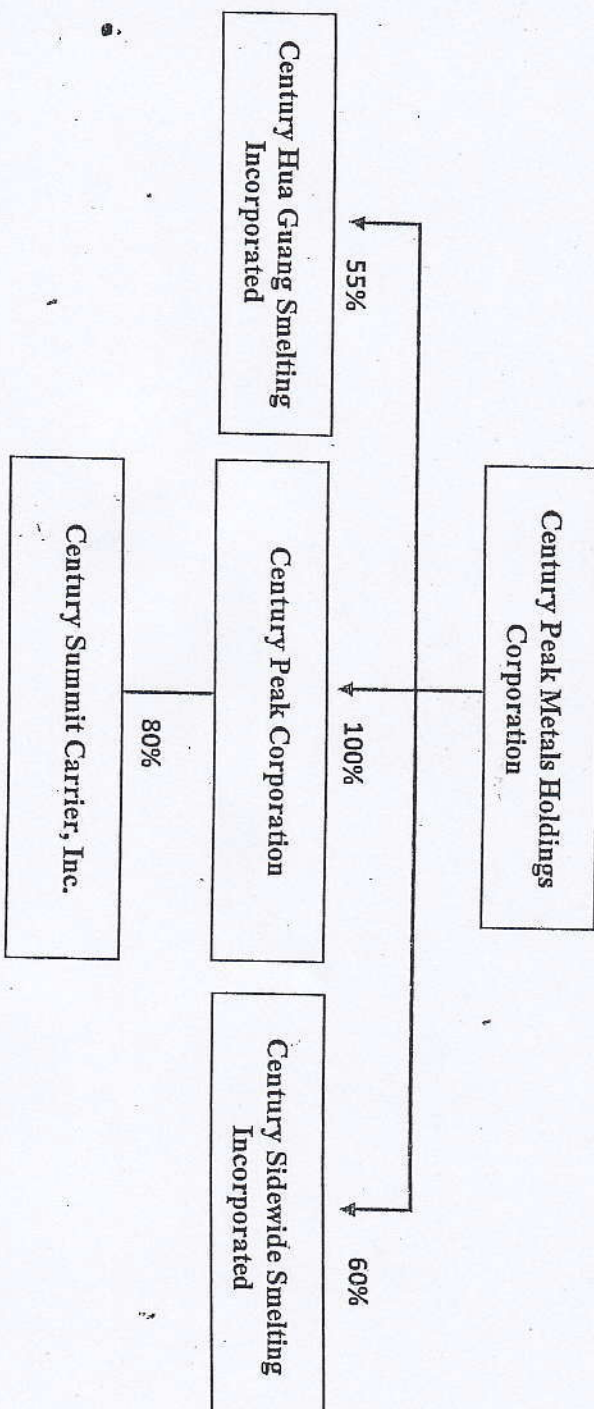 Century Peak Metals Holdings
Corporation
55%
100%
60%
Century Hua Guang Smelting
Incorporated
Century Peak Corporation
Century Sidewide Smelting
Incorporated
80%
Century Summit Carrier, Inc.